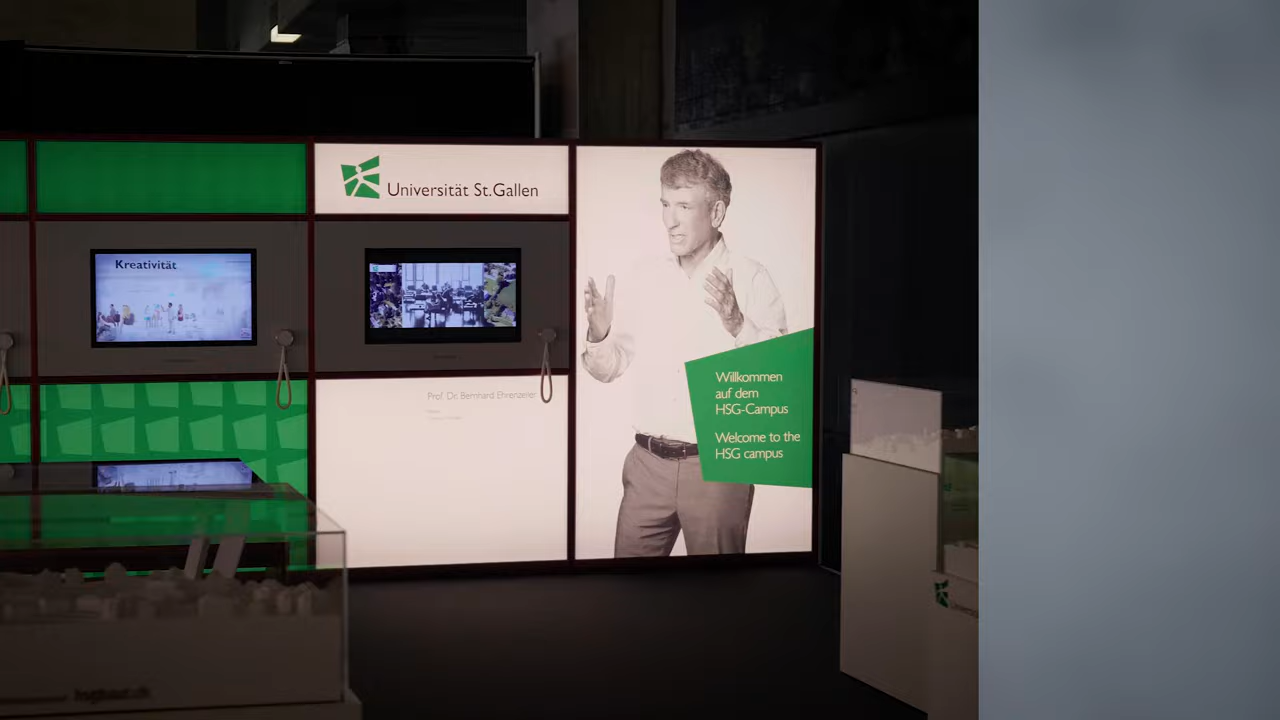 Universität St.Gallen
Kreativität
Prof. Dr. Bernhard Ehrenzeller
Willkommen
auf dem
HSG-Campus
Welcome to the
HSG campus